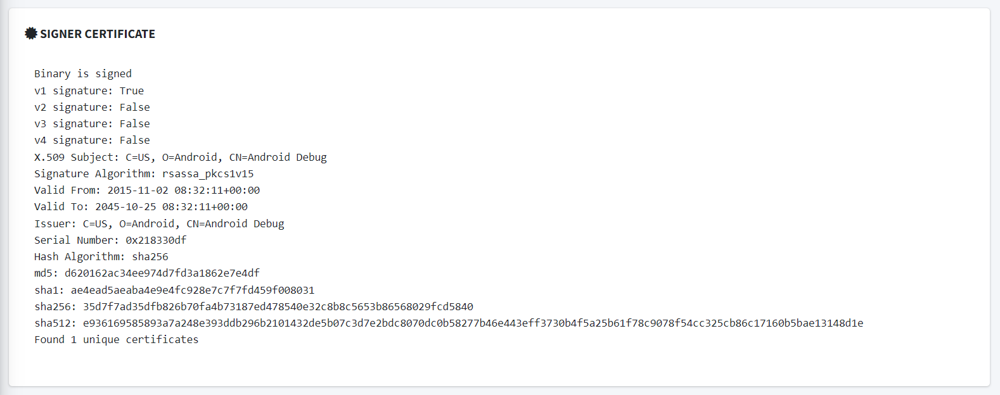 SIGNER CERTIFICATE
Binary is signed
v1 signature: True
v2 signature: False
v3 signature: False
v4 signature: False
X.509 Subject: C=US, O=Android, CN=Android Debug
Signature Algorithm: rsassa_pkcs1v15
Valid From: 2015-11-02 08:32:11+00:00
Valid To: 2045-10-25 08:32:11+00:00
Issuer: C=US, O=Android, CN=Android Debug
Serial Number: 0x218330df
Hash Algorithm: sha256
md5: d620162ac34ee974d7fd3a1862e7e4df
sha1: ae4ead5aeaba4e9e4fc928e7c7f7fd459f008031
sha256: 35d7f7ad35dfb826b70fa4b73187ed478540e32c8b8c5653b86568029fcd5840
sha512: e936169585893a7a248e393ddb296b2101432de5b07c3d7e2bdc8070dc0b58277b46e443eff3730b4f5a25b61f78c9078f54cc325cb86c17160b5bae13148d1e
Found 1 unique certificates